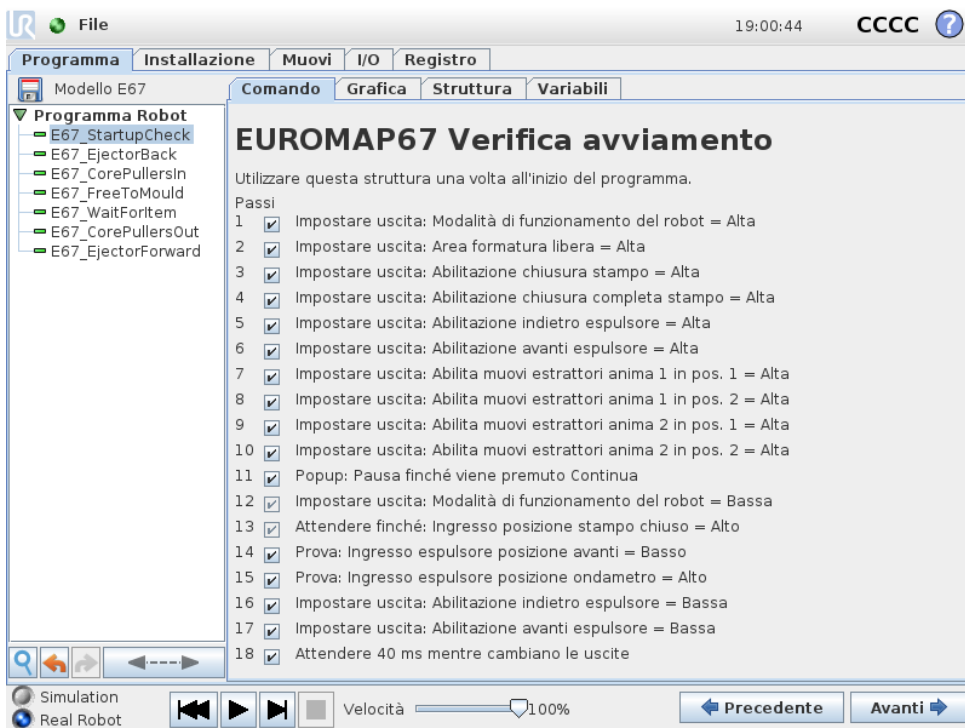 UR File 19:00:44 CCCC ?
Programma Installazione Muovi I/O Registro
Modello E67 Comando Grafica Struttura Variabili
Programma Robot
E67_StartupCheck
E67_EjectorBack
E67_CorePullersIn
E67_FreeToMould
E67_WaitForItem
E67_CorePullersOut
E67_EjectorForward
EUROMAP67 Verifica avviamento
Utilizzare questa struttura una volta all'inizio del programma.
Passi
1 Impostare uscita: Modalità di funzionamento del robot = Alta
2 Impostare uscita: Area formatura libera = Alta
3 Impostare uscita: Abilitazione chiusura stampo = Alta
4 Impostare uscita: Abilitazione chiusura completa stampo = Alta
5 Impostare uscita: Abilitazione indietro espulsore = Alta
6 Impostare uscita: Abilitazione avanti espulsore = Alta
7 Impostare uscita: Abilita muovi estrattori anima 1 in pos. 1 = Alta
8 Impostare uscita: Abilita muovi estrattori anima 1 in pos. 2 = Alta
9 Impostare uscita: Abilita muovi estrattori anima 2 in pos. 1 = Alta
10 Impostare uscita: Abilita muovi estrattori anima 2 in pos. 2 = Alta
11 Popup: Pausa finché viene premuto Continua
12 Impostare uscita: Modalità di funzionamento del robot = Bassa
13 Attendere finché: Ingresso posizione stampo chiuso = Alto
14 Prova: Ingresso espulsore posizione avanti = Basso
15 Prova: Ingresso espulsore posizione ondametro = Alto
16 Impostare uscita: Abilitazione indietro espulsore = Bassa
17 Impostare uscita: Abilitazione avanti espulsore = Bassa
18 Attendere 40 ms mentre cambiano le uscite
Simulation
Real Robot
Velocità 100%
Precedente Avanti